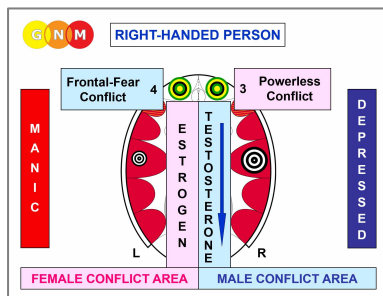 GNM
RIGHT-HANDED PERSON
Frontal-Fear 4
Conflict
3 Powerless
Conflict
MANIC
ESTROGEN
TESTOSTERONE
DEPRESSED
L
R
FEMALE CONFLICT AREA
MALE CONFLICT AREA